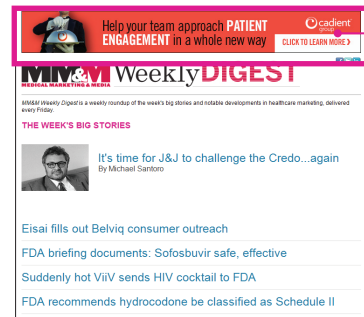 Help your team approach PATIENT
ENGAGEMENT in a whole new way
cadient
group
CLICK TO LEARN MORE >
MM&M Weekly DIGEST
MEDICAL MARKETING & MEDIA
MM&M Weekly Digest is a weekly roundup of the week's big stories and notable developments in healthcare marketing, delivered
every Friday.
THE WEEK'S BIG STORIES
It's time for J&J to challenge the Credo...again
By Michael Santoro
Eisai fills out Belviq consumer outreach
FDA briefing documents: Sofosbuvir safe, effective
Suddenly hot ViiV sends HIV cocktail to FDA
FDA recommends hydrocodone be classified as Schedule II